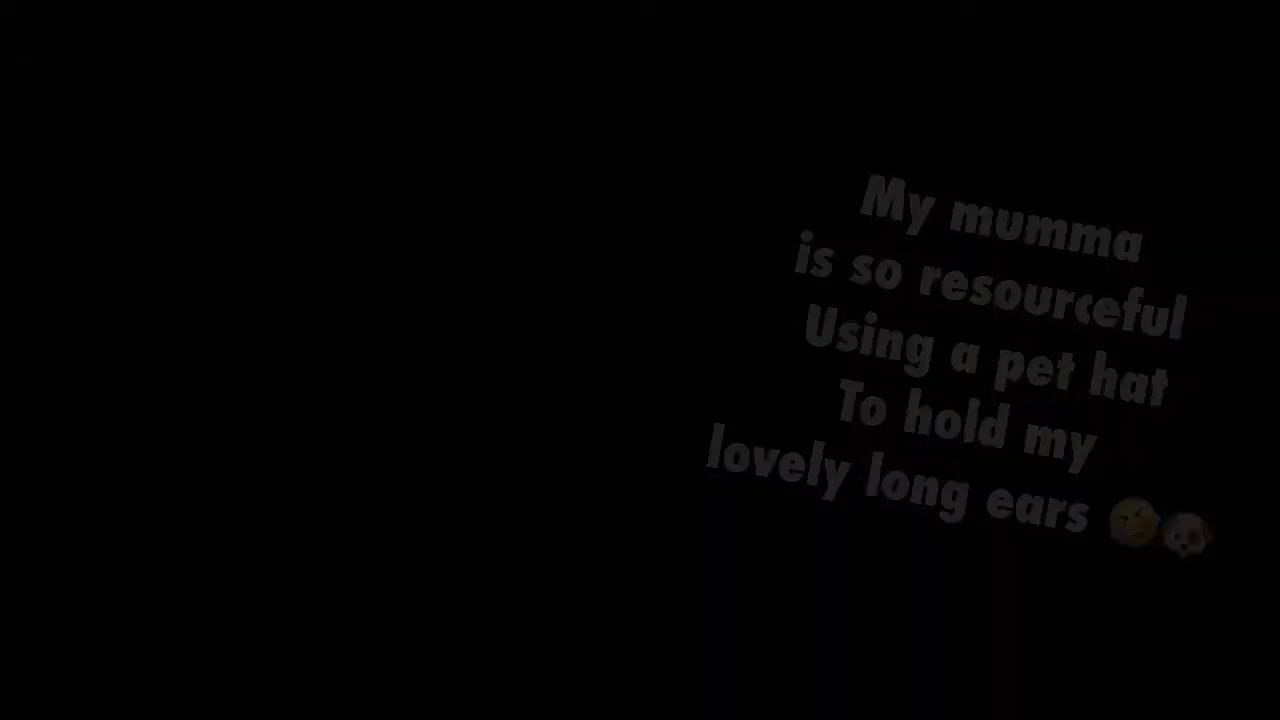 My mumma
is so resourceful
Using a pet hat
To hold my
lovely long ears 🤣🐶